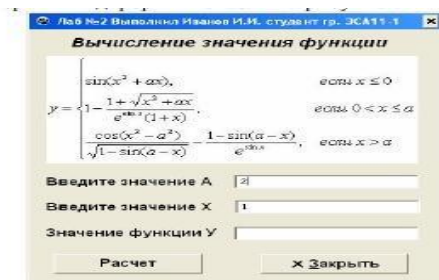 Лаб №2 Выполнил Иванов И.И. студент гр. ЭСА11-1
Вычисление значения функции
sin(x² + ax), если x ≤ 0
y = 1 - (1 + √(x² + ax)) / (e^(sin x)(1 + x)), если 0 < x ≤ a
cos(x² - a²) / √(1 - sin(a - x)) - (1 - sin(a - x)) / e^(sin x), если x > a
Введите значение А 2
Введите значение Х 1
Значение функции У
Расчет × Закрыть